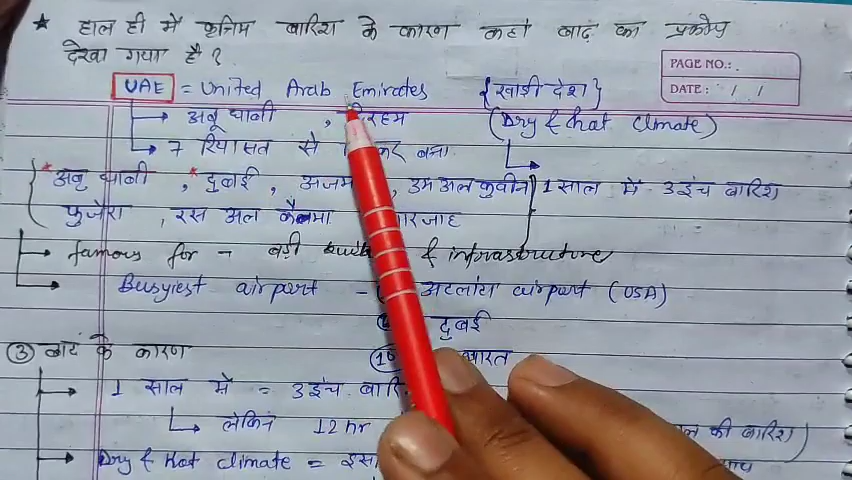 * हाल ही में कृत्रिम बारिश के कारण कहां बाढ़ का प्रकोप
देखा गया है ?
PAGE NO.:
DATE: / /
UAE = United Arab Emirates {खाड़ी देश}
→ अबू धाबी , (Dry & hot climate)
→ 7 रियासत से बना
{ *अबू धाबी , *दुबई , उम अल कुवीन } 1 साल में 3 इंच बारिश
फुजेरा , रस अल कैमा
→ famous for → बड़ी & infrastructure
→ Busyiest airport - अटलांटा airport (USA)
दुबई
③ बाढ़ के कारण भारत
→ 1 साल में = 3 इंच
→ लेकिन 12 hr की बारिश)
→ Dry & Hot climate =